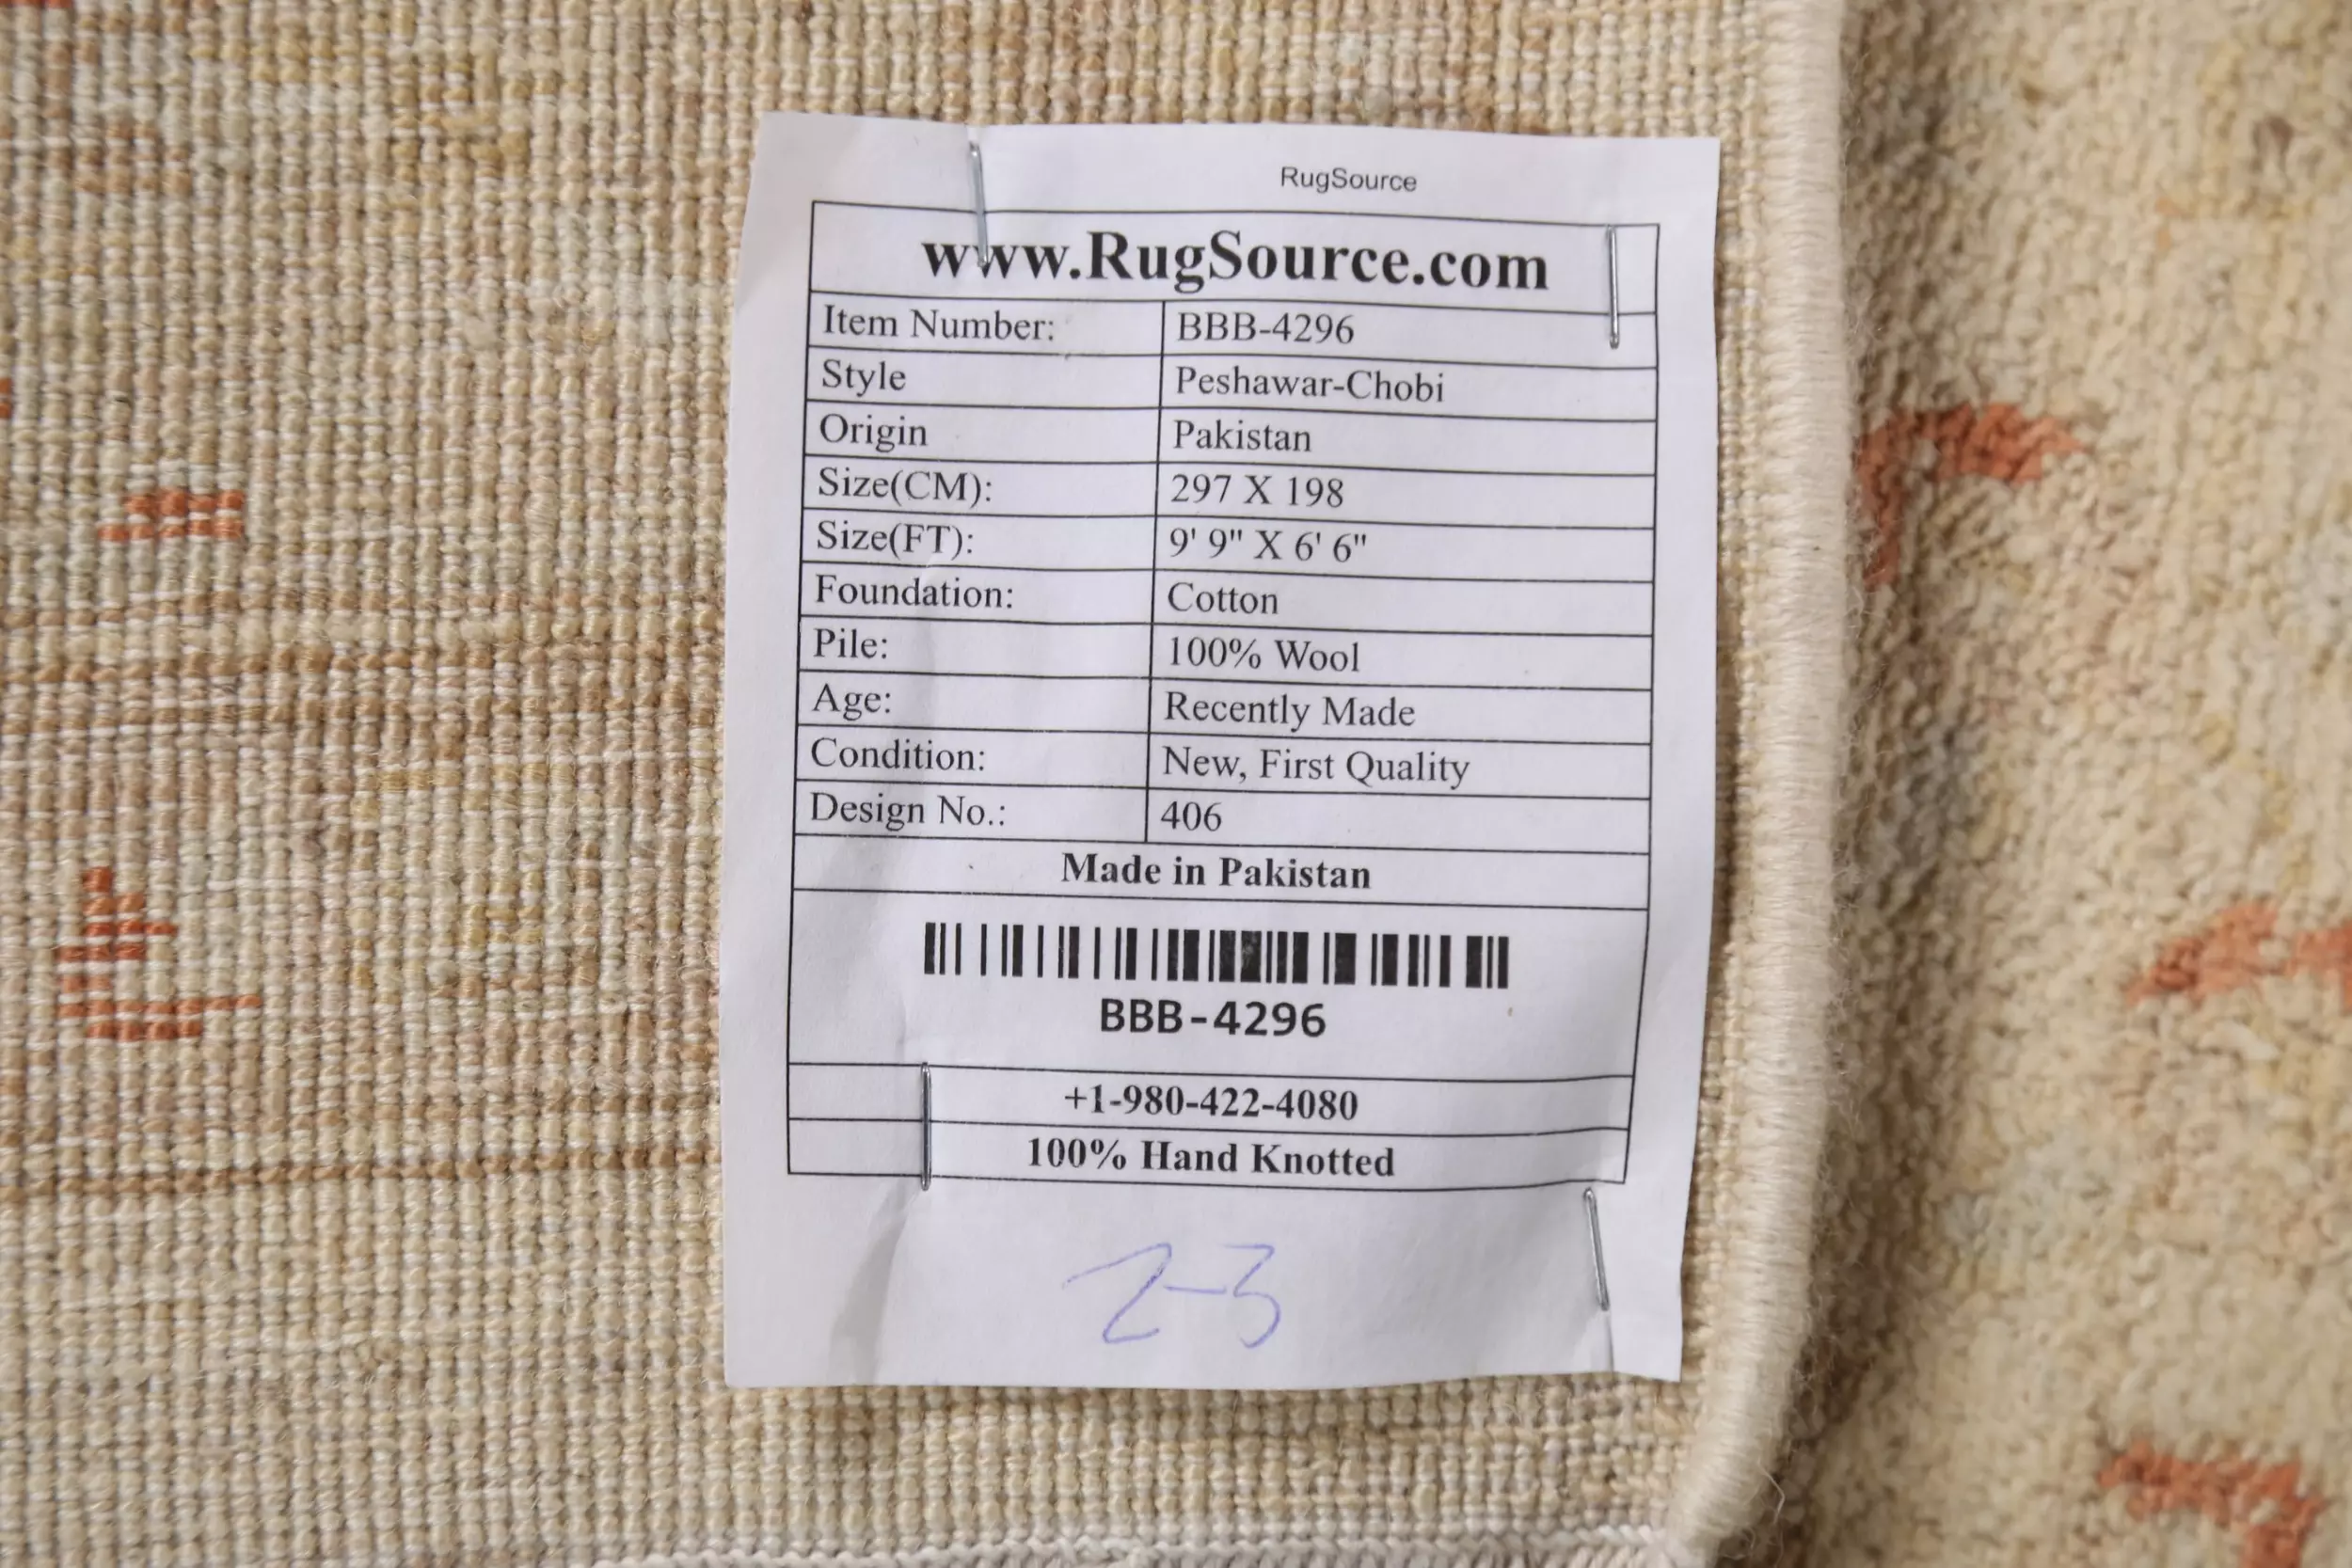 RugSource
www.RugSource.com
Item Number: BBB-4296
Style Peshawar-Chobi
Origin Pakistan
Size(CM): 297 X 198
Size(FT): 9' 9" X 6' 6"
Foundation: Cotton
Pile: 100% Wool
Age: Recently Made
Condition: New, First Quality
Design No.: 406
Made in Pakistan
BBB-4296
+1-980-422-4080
100% Hand Knotted
2-3